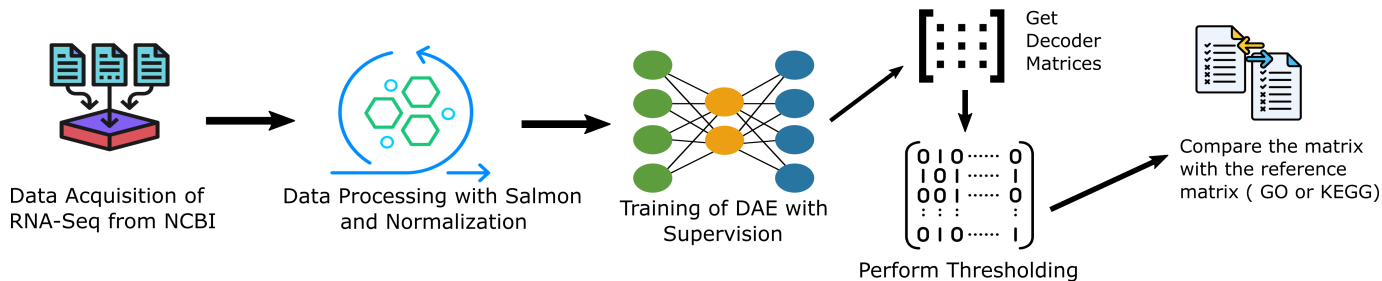 Data Acquisition of
RNA-Seq from NCBI
Data Processing with Salmon
and Normalization
Training of DAE with
Supervision
Get
Decoder
Matrices
0 1 0 ...... 0
1 0 1 ...... 1
0 0 1 ...... 0
: : : :
0 1 0 ...... 1
Perform Thresholding
Compare the matrix
with the reference
matrix ( GO or KEGG)